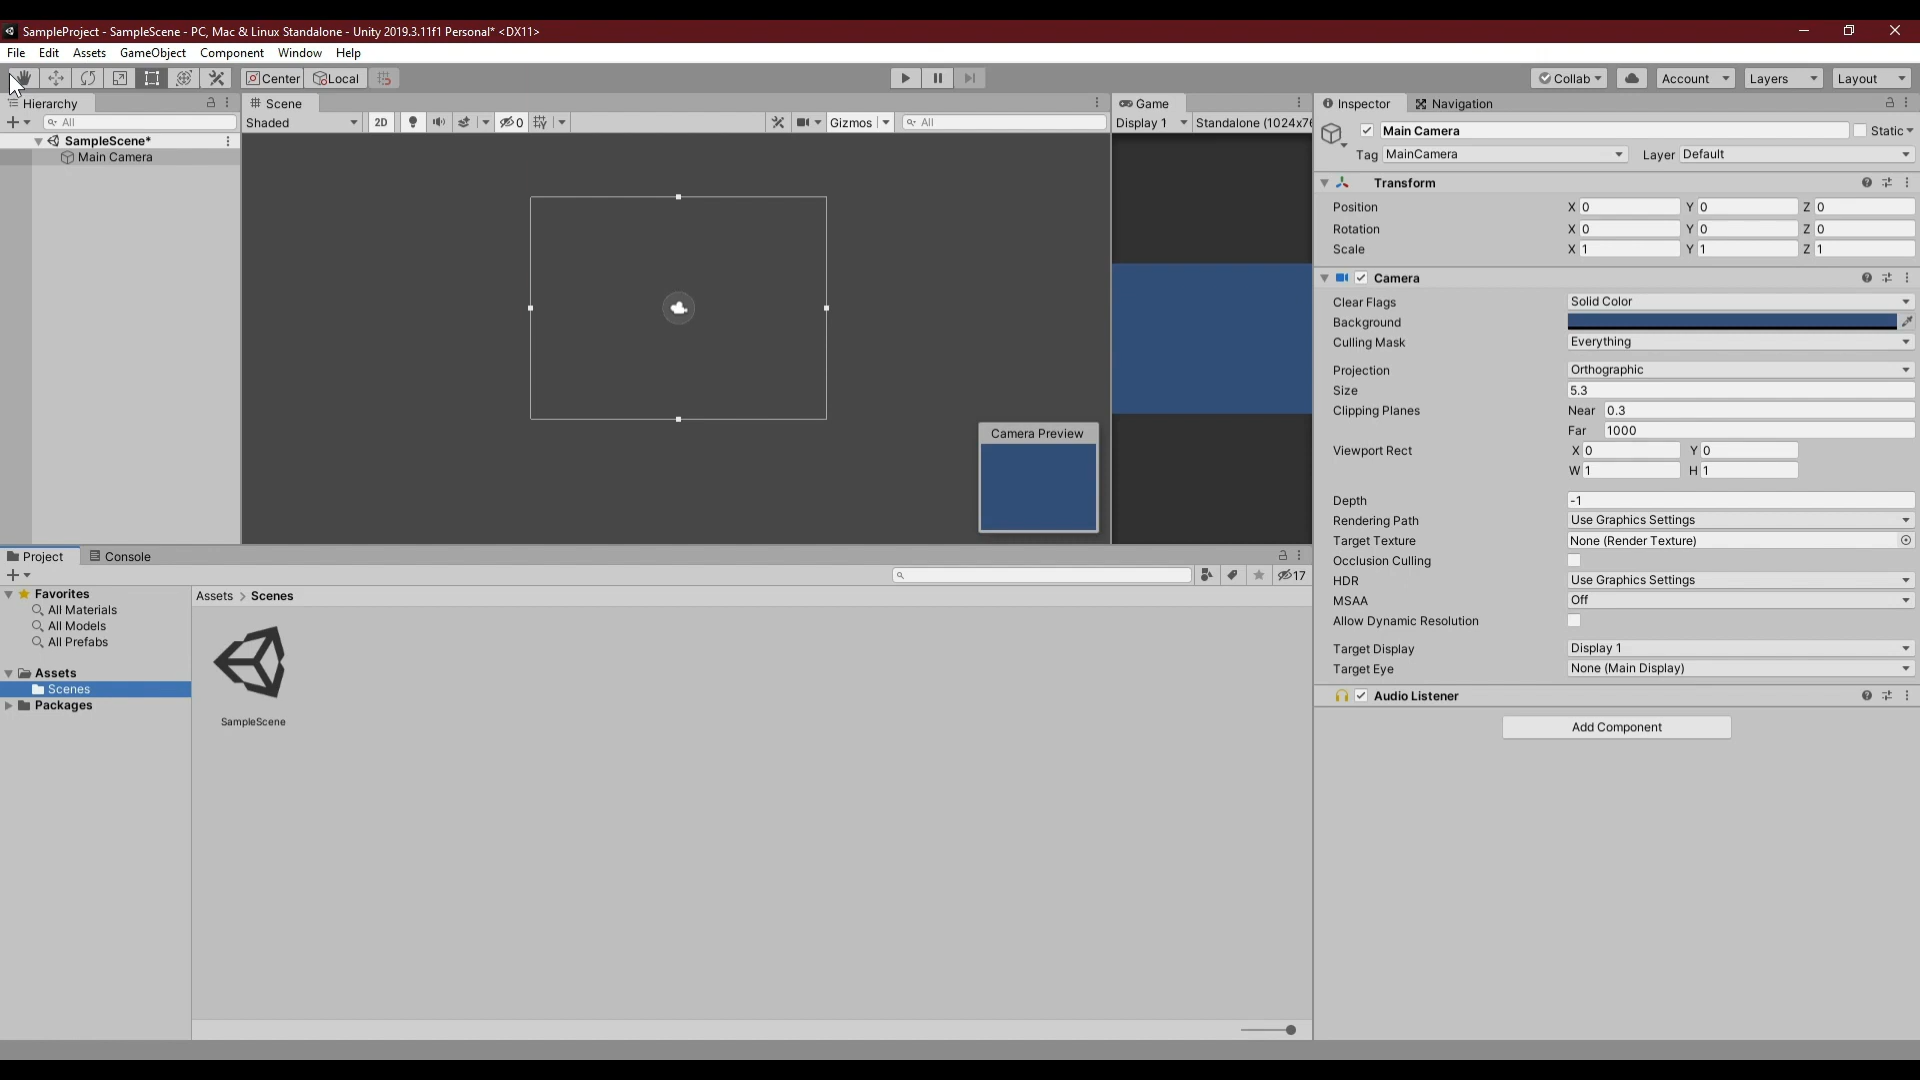 SampleProject - SampleScene - PC, Mac & Linux Standalone - Unity 2019.3.11f1 Personal* <DX11>
File Edit Assets GameObject Component Window Help
Center Local Collab Account Layers Layout
Hierarchy
All
SampleScene*
Main Camera
Scene
Shaded 2D 0 Gizmos All
Game
Display 1 Standalone (1024x76
Camera Preview
Inspector Navigation
Main Camera Static
Tag MainCamera Layer Default
Transform
Position X 0 Y 0 Z 0
Rotation X 0 Y 0 Z 0
Scale X 1 Y 1 Z 1
Camera
Clear Flags Solid Color
Background
Culling Mask Everything
Projection Orthographic
Size 5.3
Clipping Planes Near 0.3
Far 1000
Viewport Rect X 0 Y 0
W 1 H 1
Depth -1
Rendering Path Use Graphics Settings
Target Texture None (Render Texture)
Occlusion Culling
HDR Use Graphics Settings
MSAA Off
Allow Dynamic Resolution
Target Display Display 1
Target Eye None (Main Display)
Audio Listener
Add Component
Project Console
17
Favorites
All Materials
All Models
All Prefabs
Assets
Scenes
Packages
Assets > Scenes
SampleScene